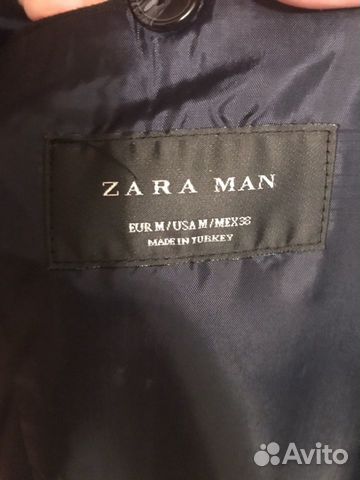 ZARA MAN
EUR M / USA M / MEX 38
MADE IN TURKEY
Avito